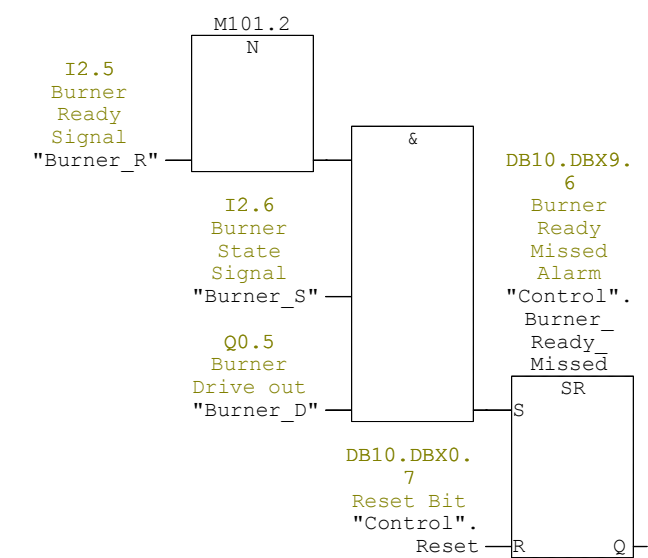 M101.2
N
I2.5
Burner
Ready
Signal
"Burner_R"
&
I2.6
Burner
State
Signal
"Burner_S"
Q0.5
Burner
Drive out
"Burner_D"
DB10.DBX9.
6
Burner
Ready
Missed
Alarm
"Control".
Burner_
Ready_
Missed
SR
S
DB10.DBX0.
7
Reset Bit
"Control".
Reset
R
Q